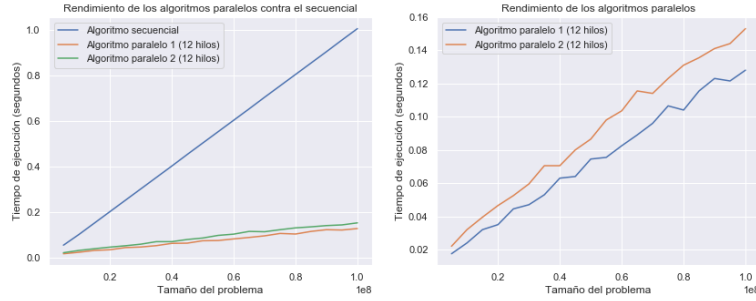 Rendimiento de los algoritmos paralelos contra el secuencial
Algoritmo secuencial
Algoritmo paralelo 1 (12 hilos)
Algoritmo paralelo 2 (12 hilos)
Tiempo de ejecución (segundos)
1.0
0.8
0.6
0.4
0.2
0.0
0.2
0.4
0.6
0.8
1.0
1e8
Tamaño del problema
Rendimiento de los algoritmos paralelos
Algoritmo paralelo 1 (12 hilos)
Algoritmo paralelo 2 (12 hilos)
Tiempo de ejecución (segundos)
0.16
0.14
0.12
0.10
0.08
0.06
0.04
0.02
0.2
0.4
0.6
0.8
1.0
Tamaño del problema